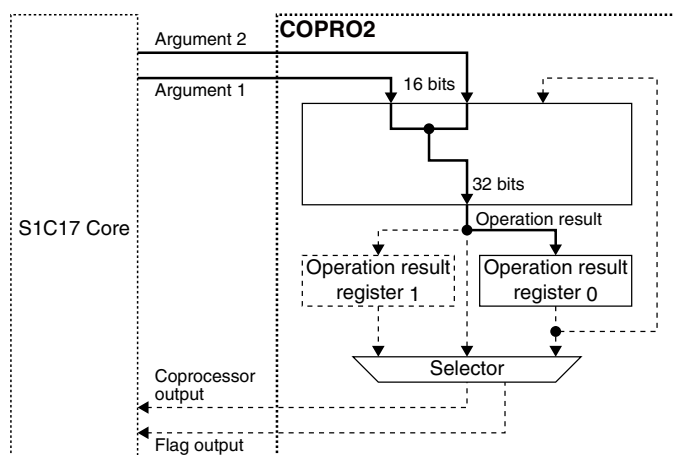 COPRO2
Argument 2
Argument 1
16 bits
S1C17 Core
32 bits
Operation result
Operation result
register 1
Operation result
register 0
Selector
Coprocessor
output
Flag output